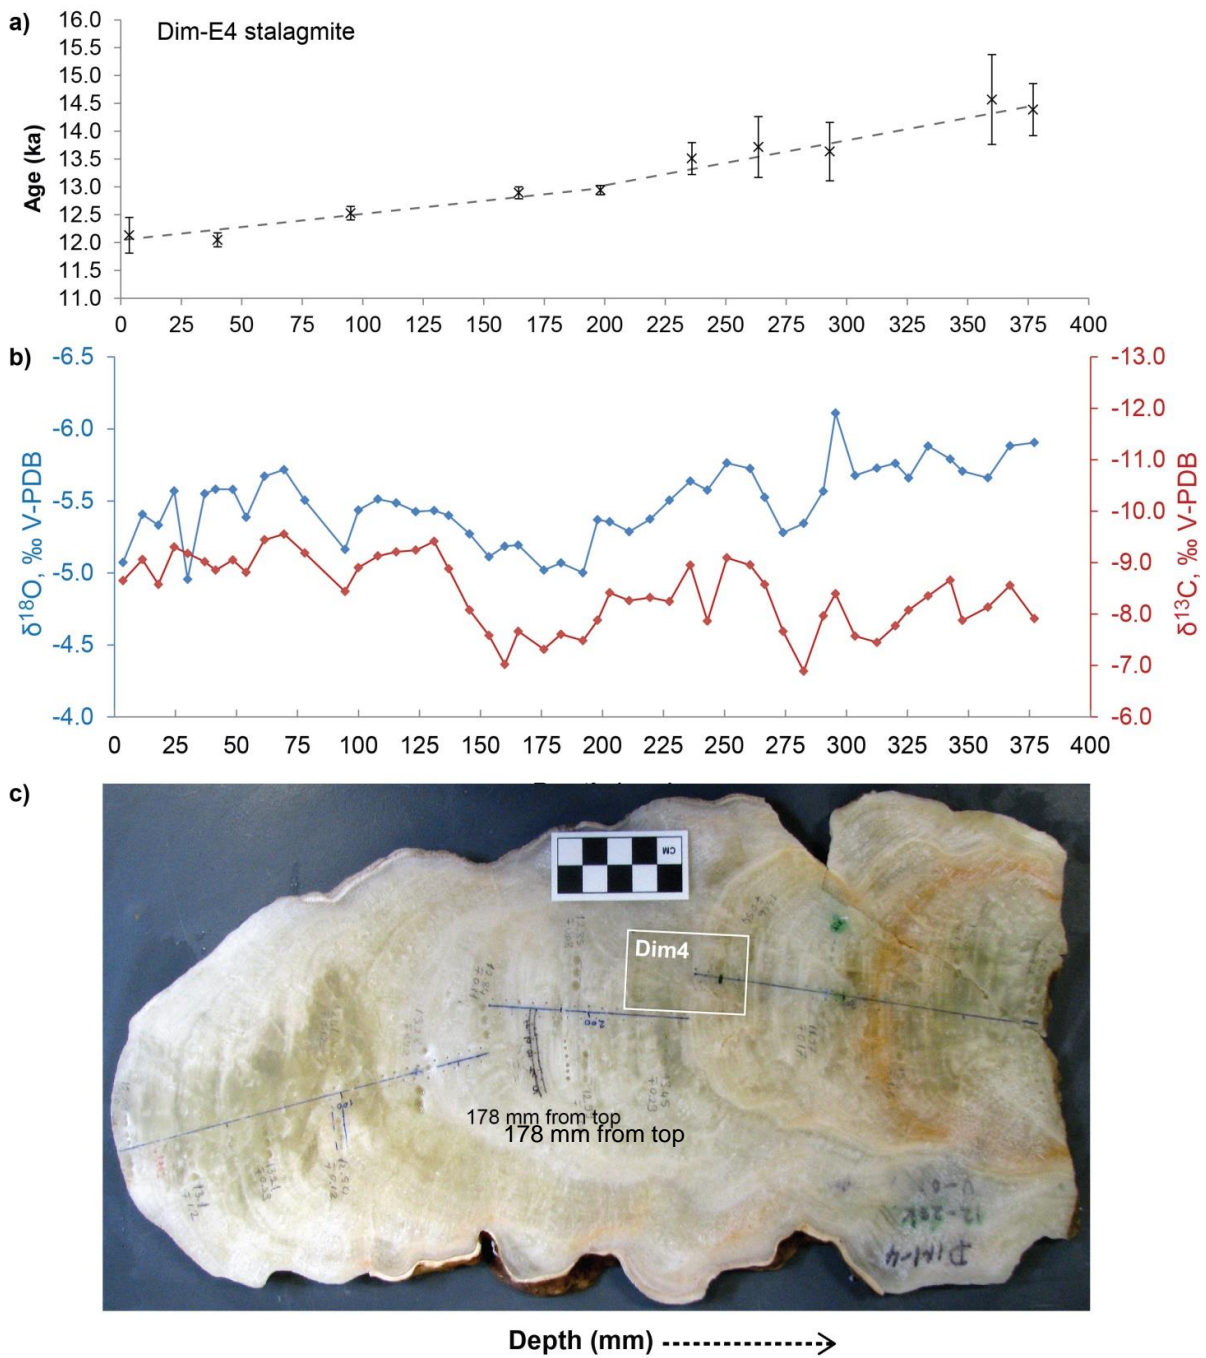 a)
Dim-E4 stalagmite
16.0
15.5
15.0
14.5
14.0
13.5
13.0
12.5
12.0
11.5
11.0
Age (ka)
0 25 50 75 100 125 150 175 200 225 250 275 300 325 350 375 400
b)
-6.5
-6.0
-5.5
-5.0
-4.5
-4.0
δ18O, ‰ V-PDB
-13.0
-12.0
-11.0
-10.0
-9.0
-8.0
-7.0
-6.0
δ13C, ‰ V-PDB
0 25 50 75 100 125 150 175 200 225 250 275 300 325 350 375 400
c)
CM
Dim4
100
200
178 mm from top
178 mm from top
DIM-4
Depth (mm)